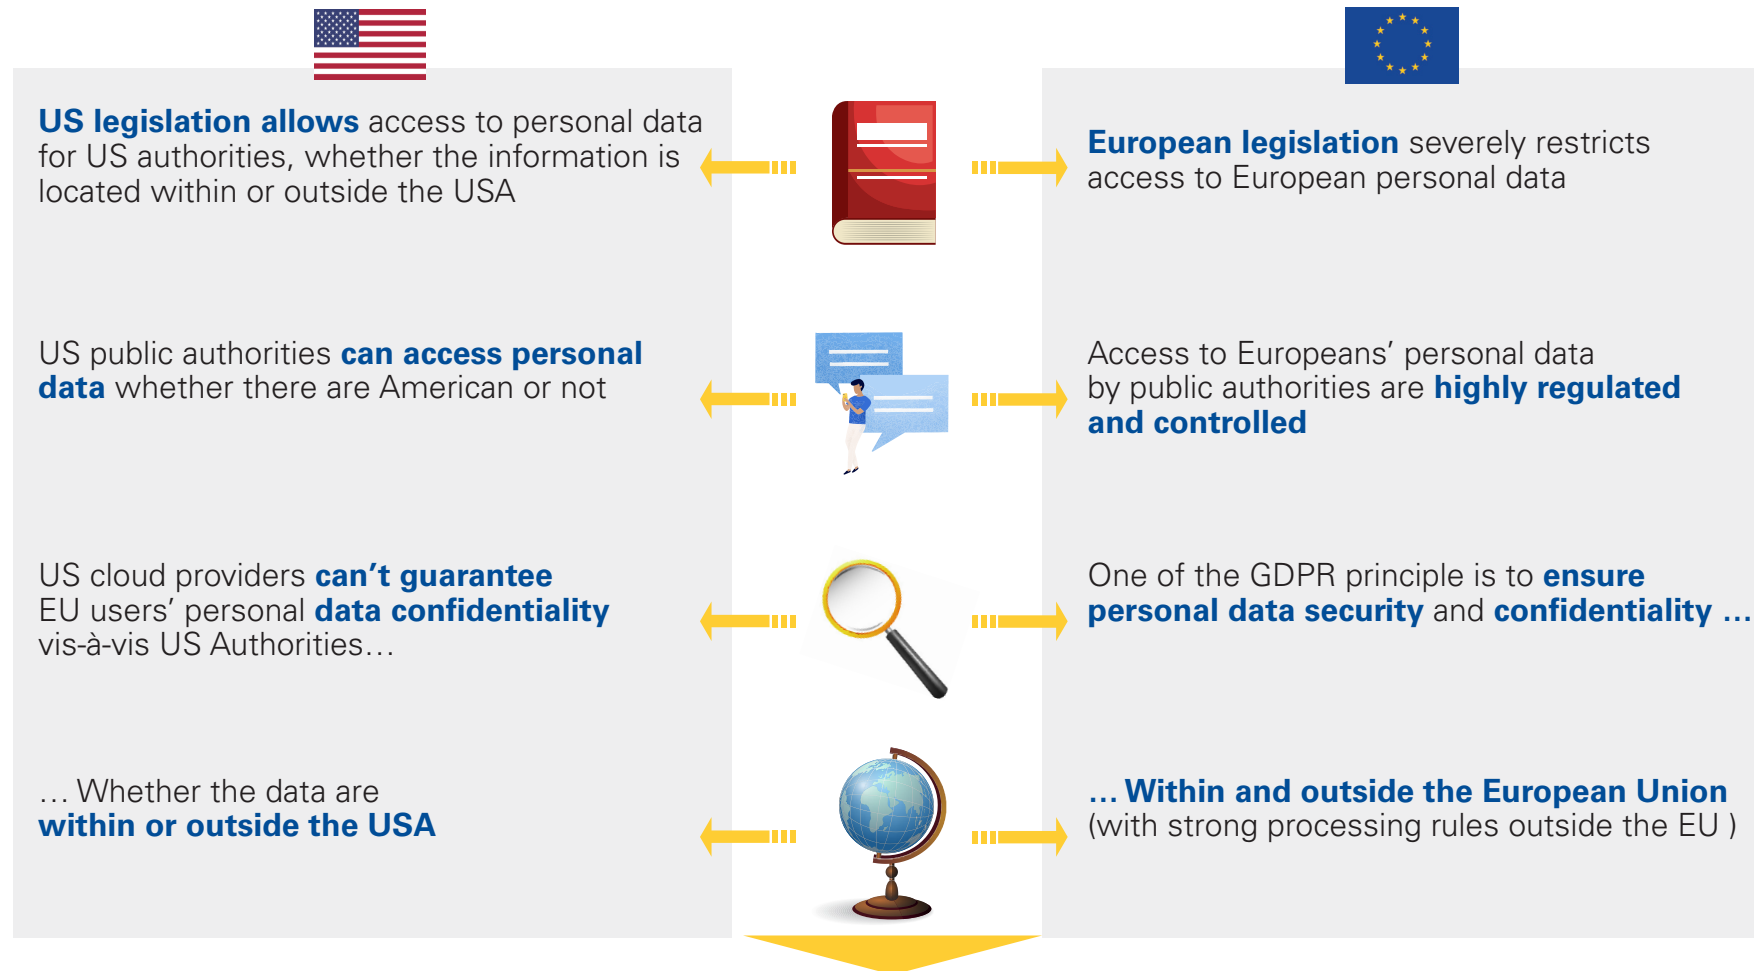 US legislation allows access to personal data
for US authorities, whether the information is
located within or outside the USA
European legislation severely restricts
access to European personal data
US public authorities can access personal
data whether there are American or not
Access to Europeans’ personal data
by public authorities are highly regulated
and controlled
US cloud providers can’t guarantee
EU users’ personal data confidentiality
vis-à-vis US Authorities…
One of the GDPR principle is to ensure
personal data security and confidentiality …
… Whether the data are
within or outside the USA
… Within and outside the European Union
(with strong processing rules outside the EU )